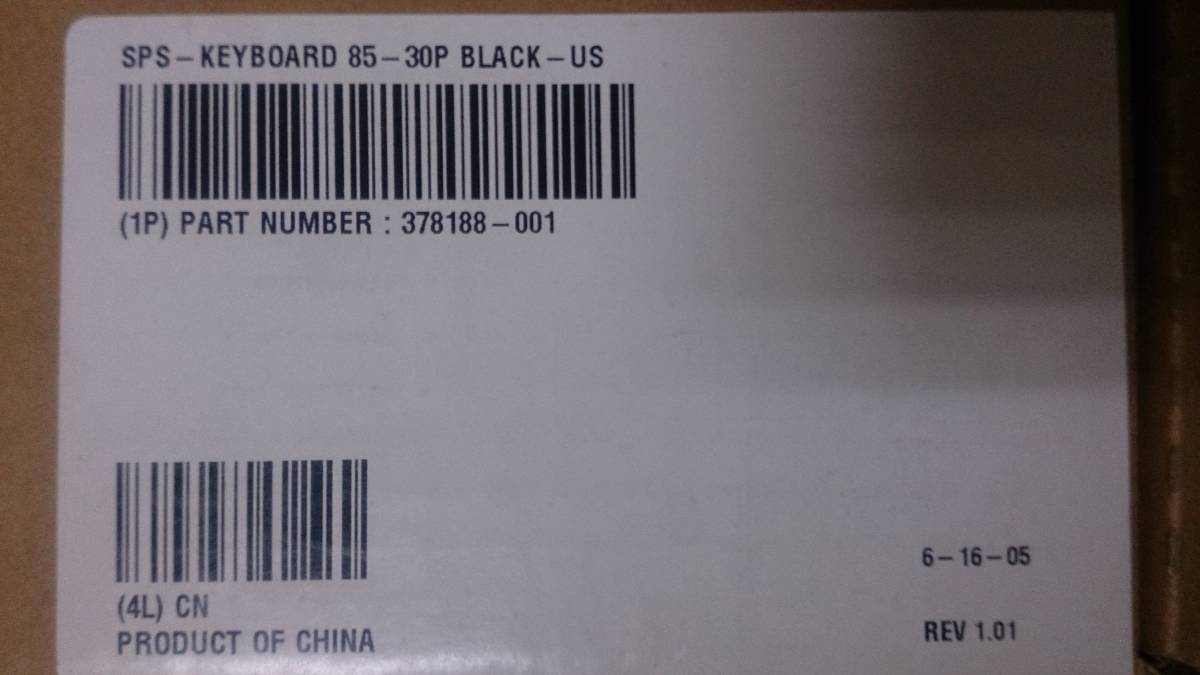 SPS-KEYBOARD 85-30P BLACK-US
(1P) PART NUMBER : 378188-001
6-16-05
(4L) CN
REV 1.01
PRODUCT OF CHINA